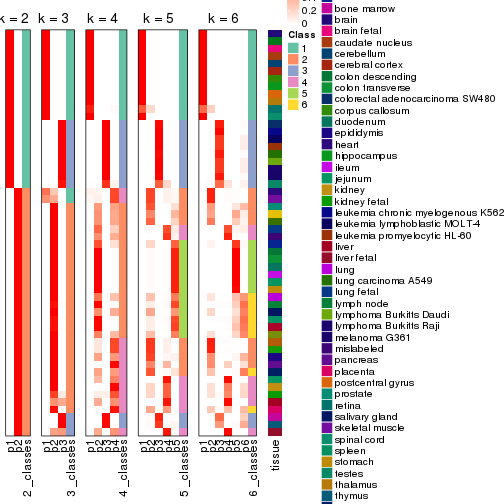 k = 2 k = 3 k = 4 k = 5 k = 6
0.2
0
Class
1
2
3
4
5
6
bone marrow
brain
brain fetal
caudate nucleus
cerebellum
cerebral cortex
colon descending
colon transverse
colorectal adenocarcinoma SW480
corpus callosum
duodenum
epididymis
heart
hippocampus
ileum
jejunum
kidney
kidney fetal
leukemia chronic myelogenous K562
leukemia lymphoblastic MOLT-4
leukemia promyelocytic HL-60
liver
liver fetal
lung
lung carcinoma A549
lung fetal
lymph node
lymphoma Burkitts Daudi
lymphoma Burkitts Raji
melanoma G361
mislabeled
pancreas
placenta
postcentral gyrus
prostate
retina
salivary gland
skeletal muscle
spinal cord
spleen
stomach
testes
thalamus
thymus
p1 p2 2_classes
p1 p2 p3 3_classes
p1 p2 p3 p4 4_classes
p1 p2 p3 p4 p5 5_classes
p1 p2 p3 p4 p5 p6 6_classes
tissue